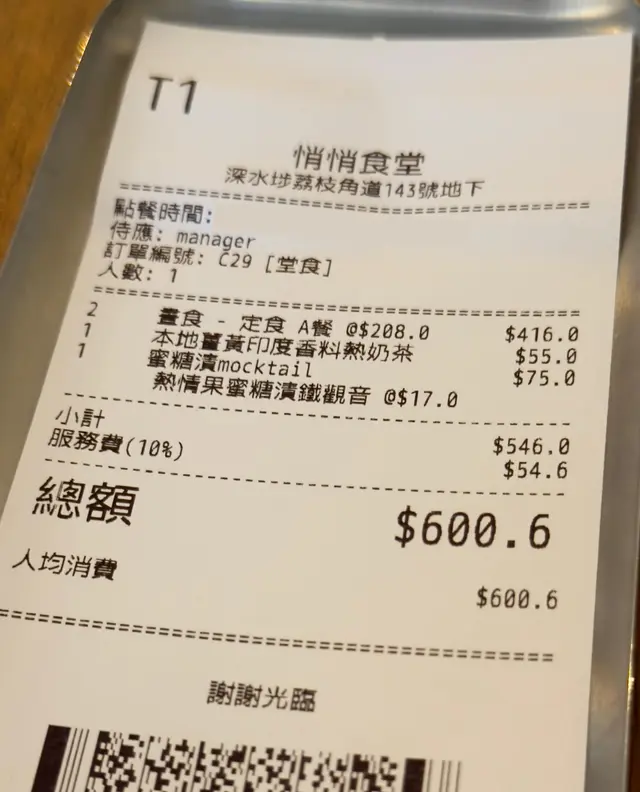 T1
悄悄食堂
深水埗荔枝角道143號地下
點餐時間:
侍應: manager
訂單編號: C29 [堂食]
人數: 1
2 晝食 - 定食 A餐 @$208.0 $416.0
1 本地薑黃印度香料熱奶茶 $55.0
1 蜜糖漬mocktail $75.0
熱情果蜜糖漬鐵觀音 @$17.0
小計 $546.0
服務費(10%) $54.6
總額 $600.6
人均消費 $600.6
謝謝光臨